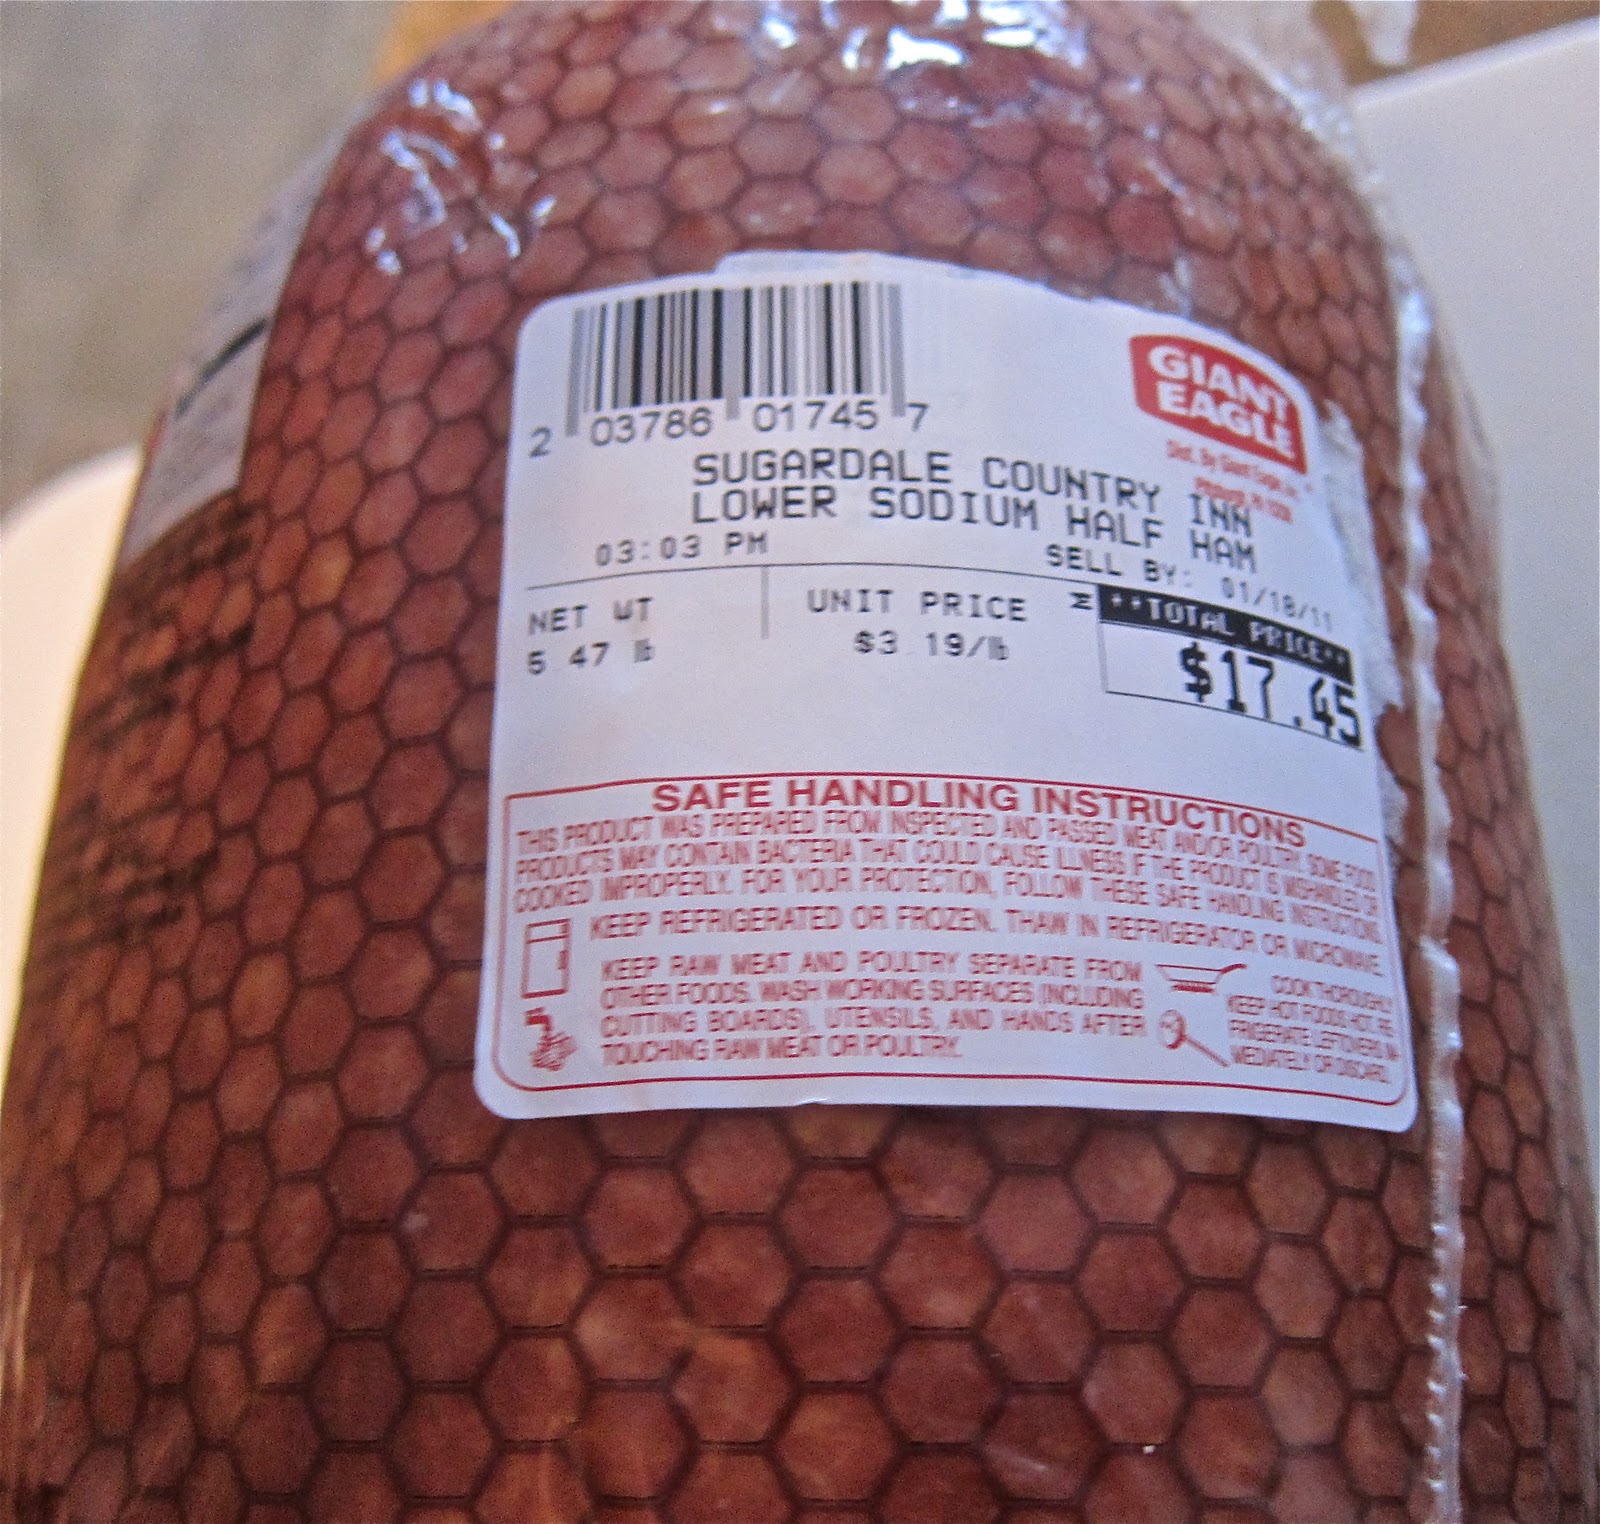 2 03786 01745 7
GIANT
EAGLE
SUGARDALE COUNTRY INN
LOWER SODIUM HALF HAM
03:03 PM
SELL BY: 01/18/11
NET WT
5 47 lb
UNIT PRICE
$3 19/lb
M
**TOTAL PRICE**
$17.45
SAFE HANDLING INSTRUCTIONS
THIS PRODUCT WAS PREPARED FROM INSPECTED AND PASSED MEAT AND/OR POULTRY. SOME FOOD
PRODUCTS MAY CONTAIN BACTERIA THAT COULD CAUSE ILLNESS IF THE PRODUCT IS MISHANDLED OR
COOKED IMPROPERLY. FOR YOUR PROTECTION, FOLLOW THESE SAFE HANDLING INSTRUCTIONS.
KEEP REFRIGERATED OR FROZEN. THAW IN REFRIGERATOR OR MICROWAVE.
KEEP RAW MEAT AND POULTRY SEPARATE FROM
OTHER FOODS. WASH WORKING SURFACES (INCLUDING
CUTTING BOARDS), UTENSILS, AND HANDS AFTER
TOUCHING RAW MEAT OR POULTRY.
COOK THOROUGHLY
KEEP HOT FOODS HOT. RE-
FRIGERATE LEFTOVERS IM-
MEDIATELY OR DISCARD.